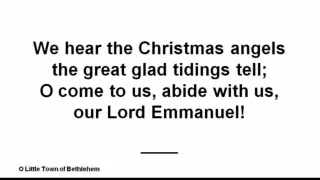 We hear the Christmas angels
the great glad tidings tell;
O come to us, abide with us,
our Lord Emmanuel!
O Little Town of Bethlehem